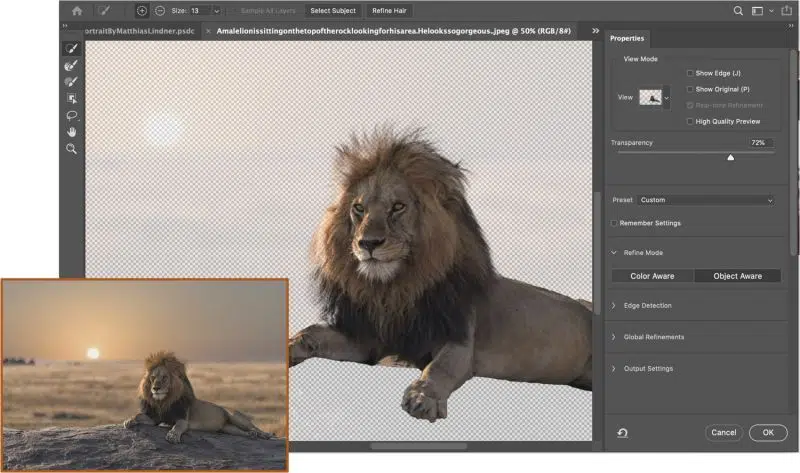 Size: 13
Sample All Layers
Select Subject
Refine Hair
ortraitByMatthiasLindner.psdc
Amalelionissittingonthetopoftherocklookingforhisarea.Helookssogorgeous..jpeg @ 50% (RGB/8#)
Properties
View Mode
Show Edge (J)
Show Original (P)
View
Real-time Refinement
High Quality Preview
Transparency
72%
Preset Custom
Remember Settings
Refine Mode
Color Aware
Object Aware
Edge Detection
Global Refinements
Output Settings
Cancel
OK